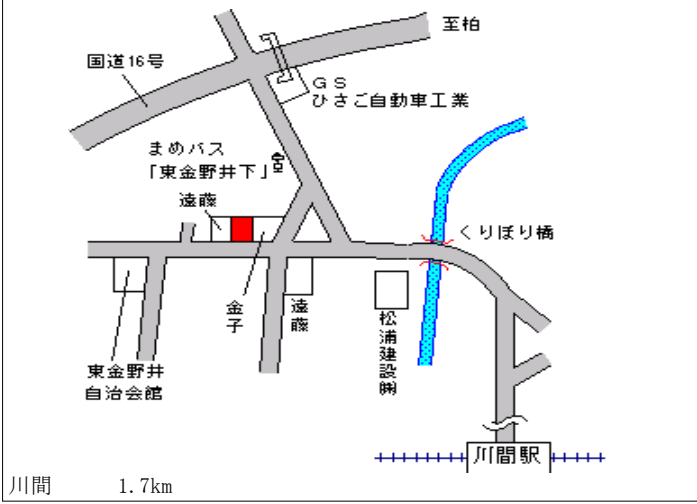 至柏
国道16号
GS
ひさご自動車工業
まめバス
「東金野井下」
遠藤
くりぼり橋
金子
遠藤
松浦建設㈱
東金野井
自治会館
川間駅
川間 1.7km